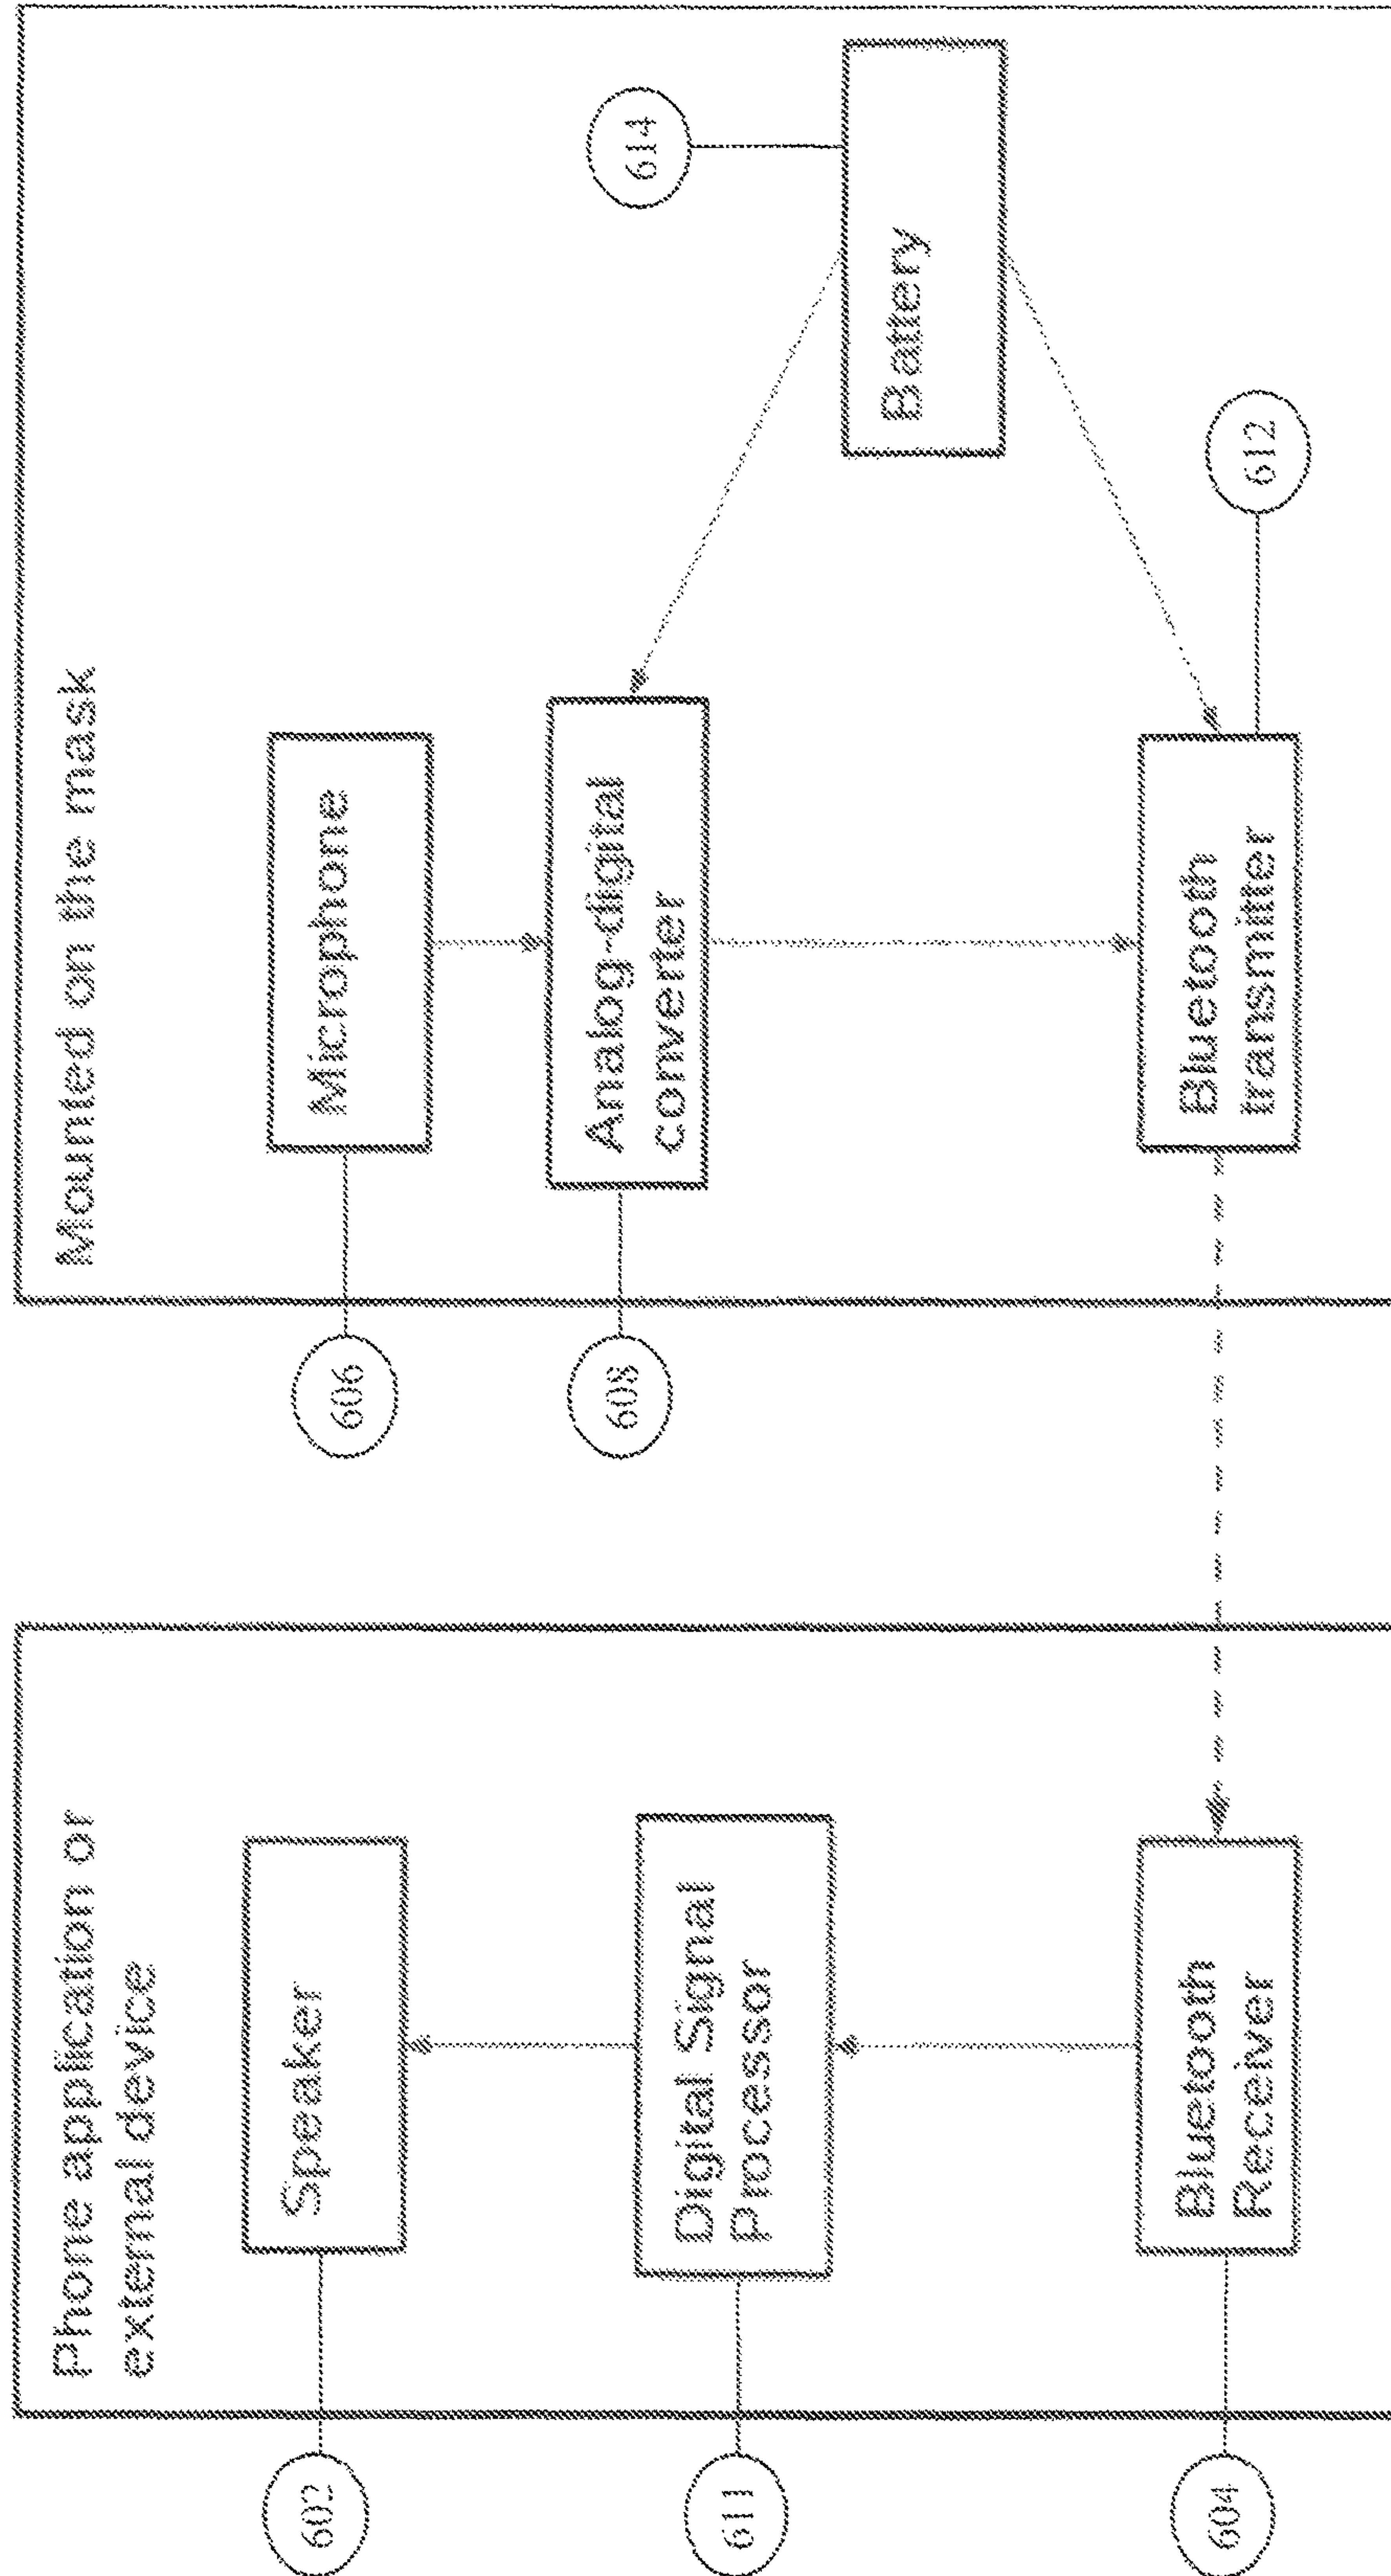 Phone application or
external device
Speaker
602
Digital Signal
Processor
611
Bluetooth
Receiver
604
Mounted on the mask
Microphone
606
Analog-digital
converter
608
Bluetooth
transmitter
612
Battery
614